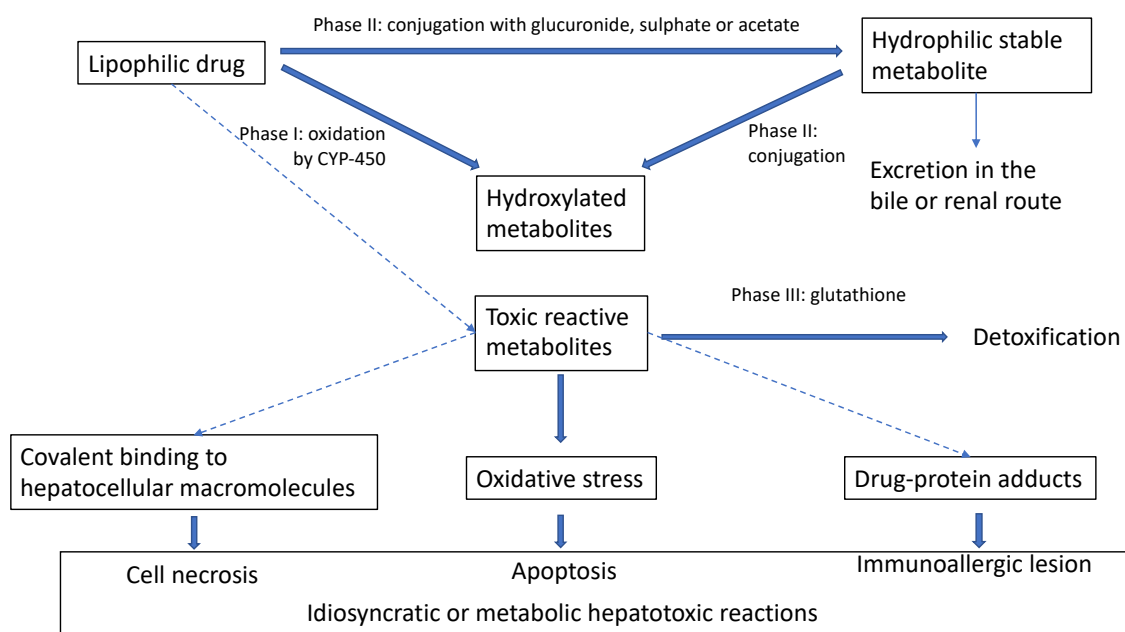 Phase II: conjugation with glucuronide, sulphate or acetate
Lipophilic drug
Hydrophilic stable
metabolite
Phase I: oxidation
by CYP-450
Phase II:
conjugation
Excretion in the
bile or renal route
Hydroxylated
metabolites
Phase III: glutathione
Toxic reactive
metabolites
Detoxification
Covalent binding to
hepatocellular macromolecules
Oxidative stress
Drug-protein adducts
Cell necrosis
Apoptosis
Immunoallergic lesion
Idiosyncratic or metabolic hepatotoxic reactions